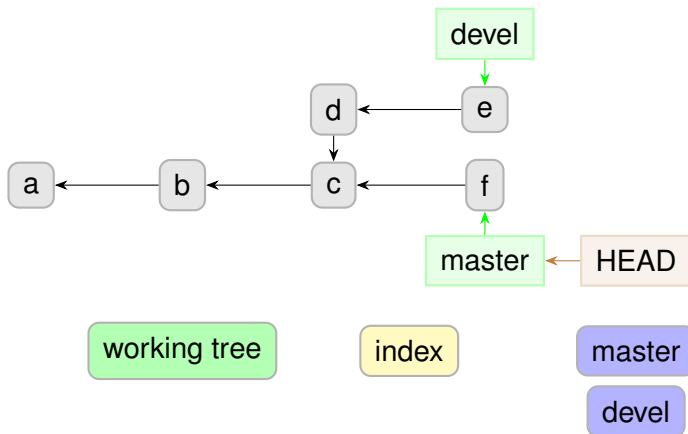 devel
d
e
a
b
c
f
master
HEAD
working tree
index
master
devel